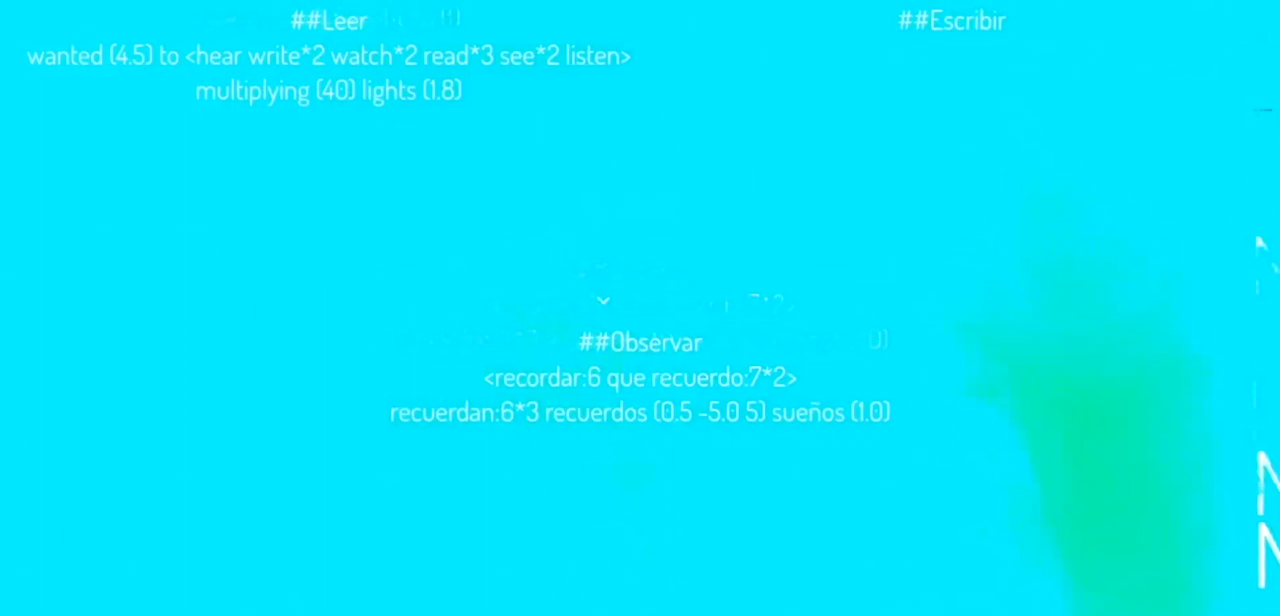 ##Leer
wanted (4.5) to <hear write*2 watch*2 read*3 see*2 listen>
multiplying (40) lights (1.8)
##Escribir
##Observar
<recordar:6 que recuerdo:7*2>
recuerdan:6*3 recuerdos (0.5 -5.0 5) sueños (1.0)
N
N